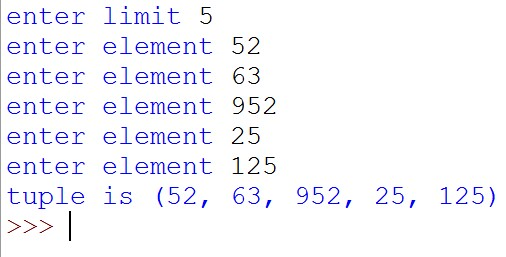 enter limit 5
enter element 52
enter element 63
enter element 952
enter element 25
enter element 125
tuple is (52, 63, 952, 25, 125)
>>>